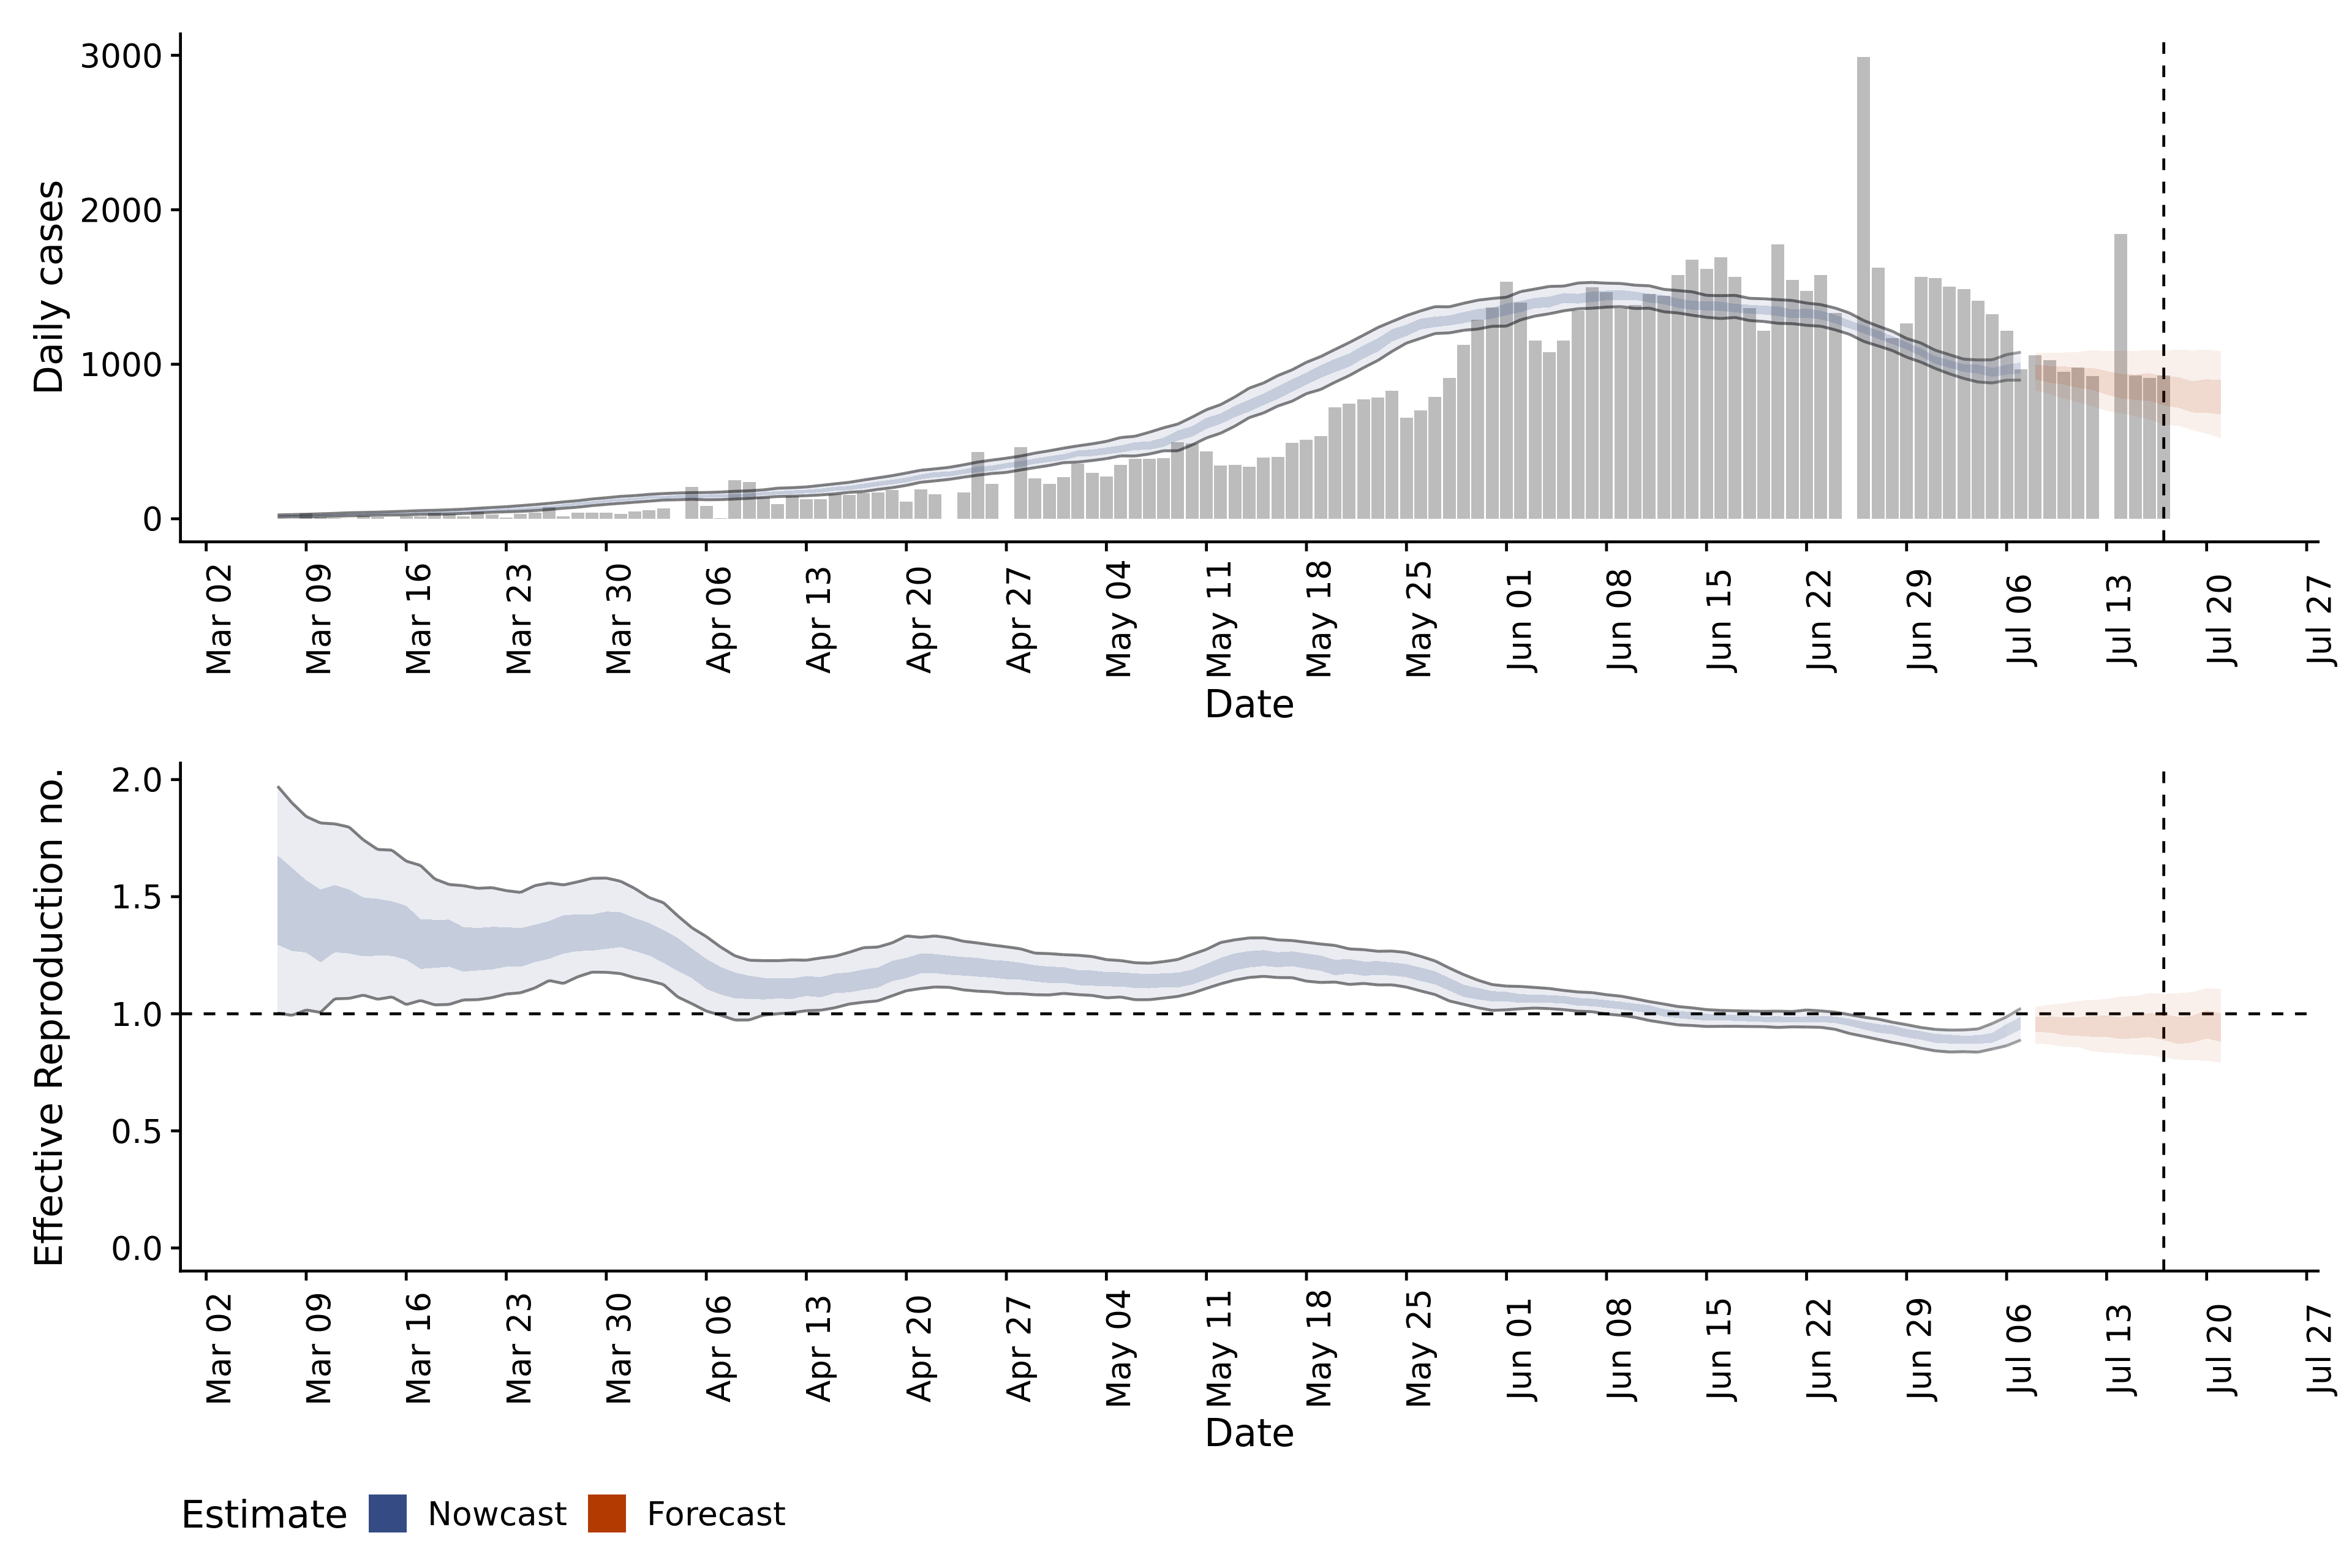 Daily cases
3000
2000
1000
0
Mar 02 Mar 09 Mar 16 Mar 23 Mar 30 Apr 06 Apr 13 Apr 20 Apr 27 May 04 May 11 May 18 May 25 Jun 01 Jun 08 Jun 15 Jun 22 Jun 29 Jul 06 Jul 13 Jul 20 Jul 27
Date
Effective Reproduction no.
2.0
1.5
1.0
0.5
0.0
Mar 02 Mar 09 Mar 16 Mar 23 Mar 30 Apr 06 Apr 13 Apr 20 Apr 27 May 04 May 11 May 18 May 25 Jun 01 Jun 08 Jun 15 Jun 22 Jun 29 Jul 06 Jul 13 Jul 20 Jul 27
Date
Estimate Nowcast Forecast